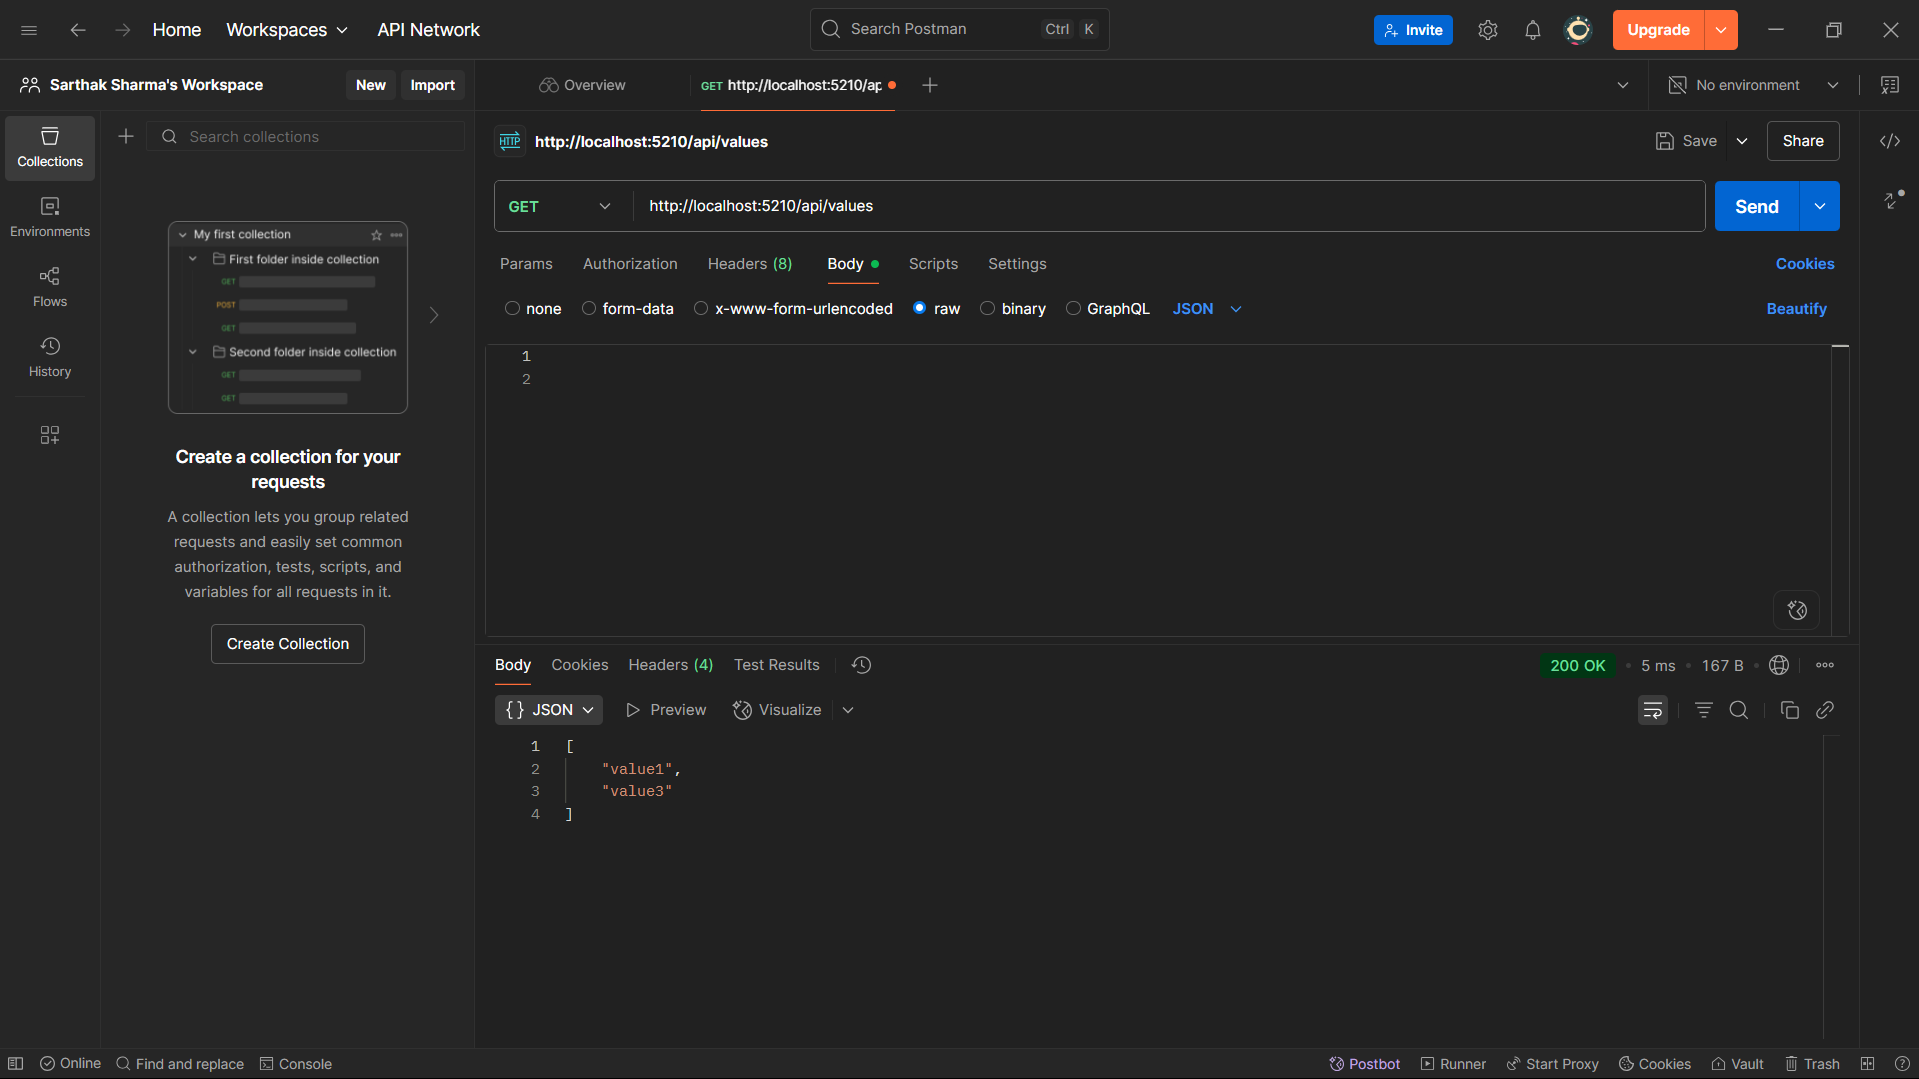 Home Workspaces API Network Search Postman Ctrl K Invite Upgrade
Sarthak Sharma's Workspace New Import Overview GET http://localhost:5210/ap No environment
Collections
Environments
Flows
History
Search collections
My first collection
First folder inside collection
GET
POST
GET
Second folder inside collection
GET
GET
Create a collection for your
requests
A collection lets you group related
requests and easily set common
authorization, tests, scripts, and
variables for all requests in it.
Create Collection
HTTP http://localhost:5210/api/values Save Share
GET http://localhost:5210/api/values Send
Params Authorization Headers (8) Body Scripts Settings Cookies
none form-data x-www-form-urlencoded raw binary GraphQL JSON Beautify
1
2
Body Cookies Headers (4) Test Results 200 OK 5 ms 167 B
{} JSON Preview Visualize
1 [
2 "value1",
3 "value3"
4 ]
Online Find and replace Console Postbot Runner Start Proxy Cookies Vault Trash